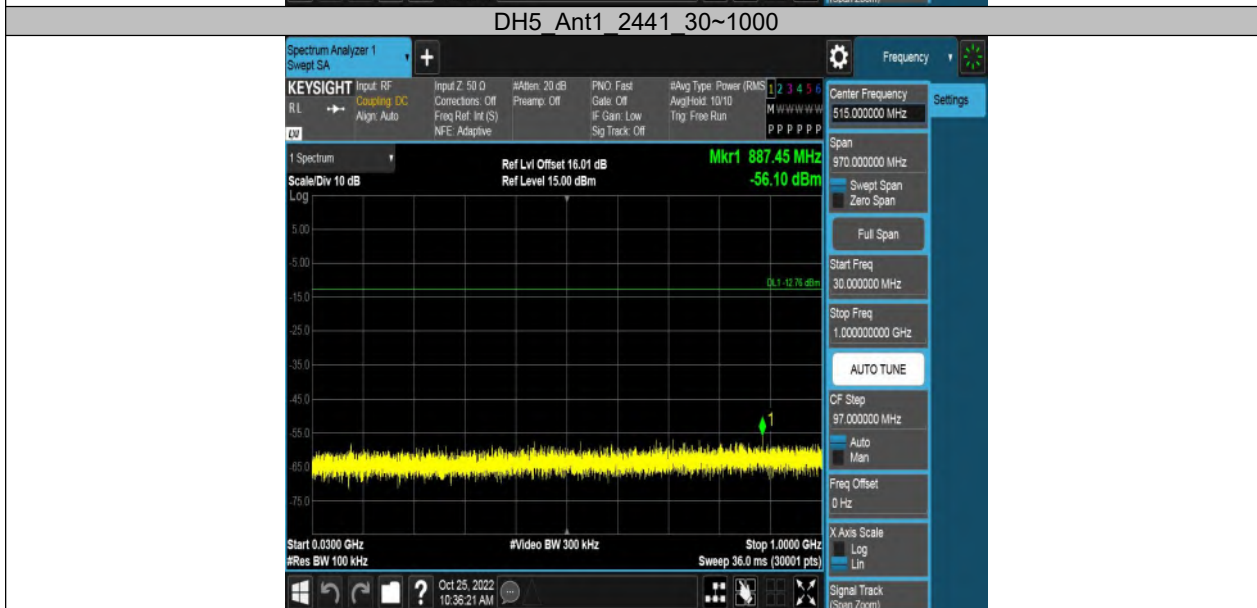 (Span Zoom)
DH5_Ant1_2441_30~1000
Spectrum Analyzer 1
Swept SA
+
Frequency
KEYSIGHT
RL
Input: RF
Coupling: DC
Align: Auto
Input Z: 50 Ω
Corrections: Off
Freq Ref: Int (S)
NFE: Adaptive
#Atten: 20 dB
Preamp: Off
PNO: Fast
Gate: Off
IF Gain: Low
Sig Track: Off
#Avg Type: Power (RMS
Avg|Hold: 10/10
Trig: Free Run
1 2 3 4 5 6
M W W W W W
P P P P P P
Center Frequency
515.000000 MHz
Settings
1 Spectrum
Scale/Div 10 dB
Ref Lvl Offset 16.01 dB
Ref Level 15.00 dBm
Mkr1 887.45 MHz
-56.10 dBm
Span
970.000000 MHz
Swept Span
Zero Span
Full Span
Start Freq
30.000000 MHz
Stop Freq
1.000000000 GHz
AUTO TUNE
CF Step
97.000000 MHz
Auto
Man
Freq Offset
0 Hz
X Axis Scale
Log
Lin
Signal Track
(Span Zoom)
Log
5.00
-5.00
DL1 -12.76 dBm
-15.0
-25.0
-35.0
-45.0
1
-55.0
-65.0
-75.0
Start 0.0300 GHz
#Video BW 300 kHz
Stop 1.0000 GHz
#Res BW 100 kHz
Sweep 36.0 ms (30001 pts)
?
Oct 25, 2022
10:36:21 AM